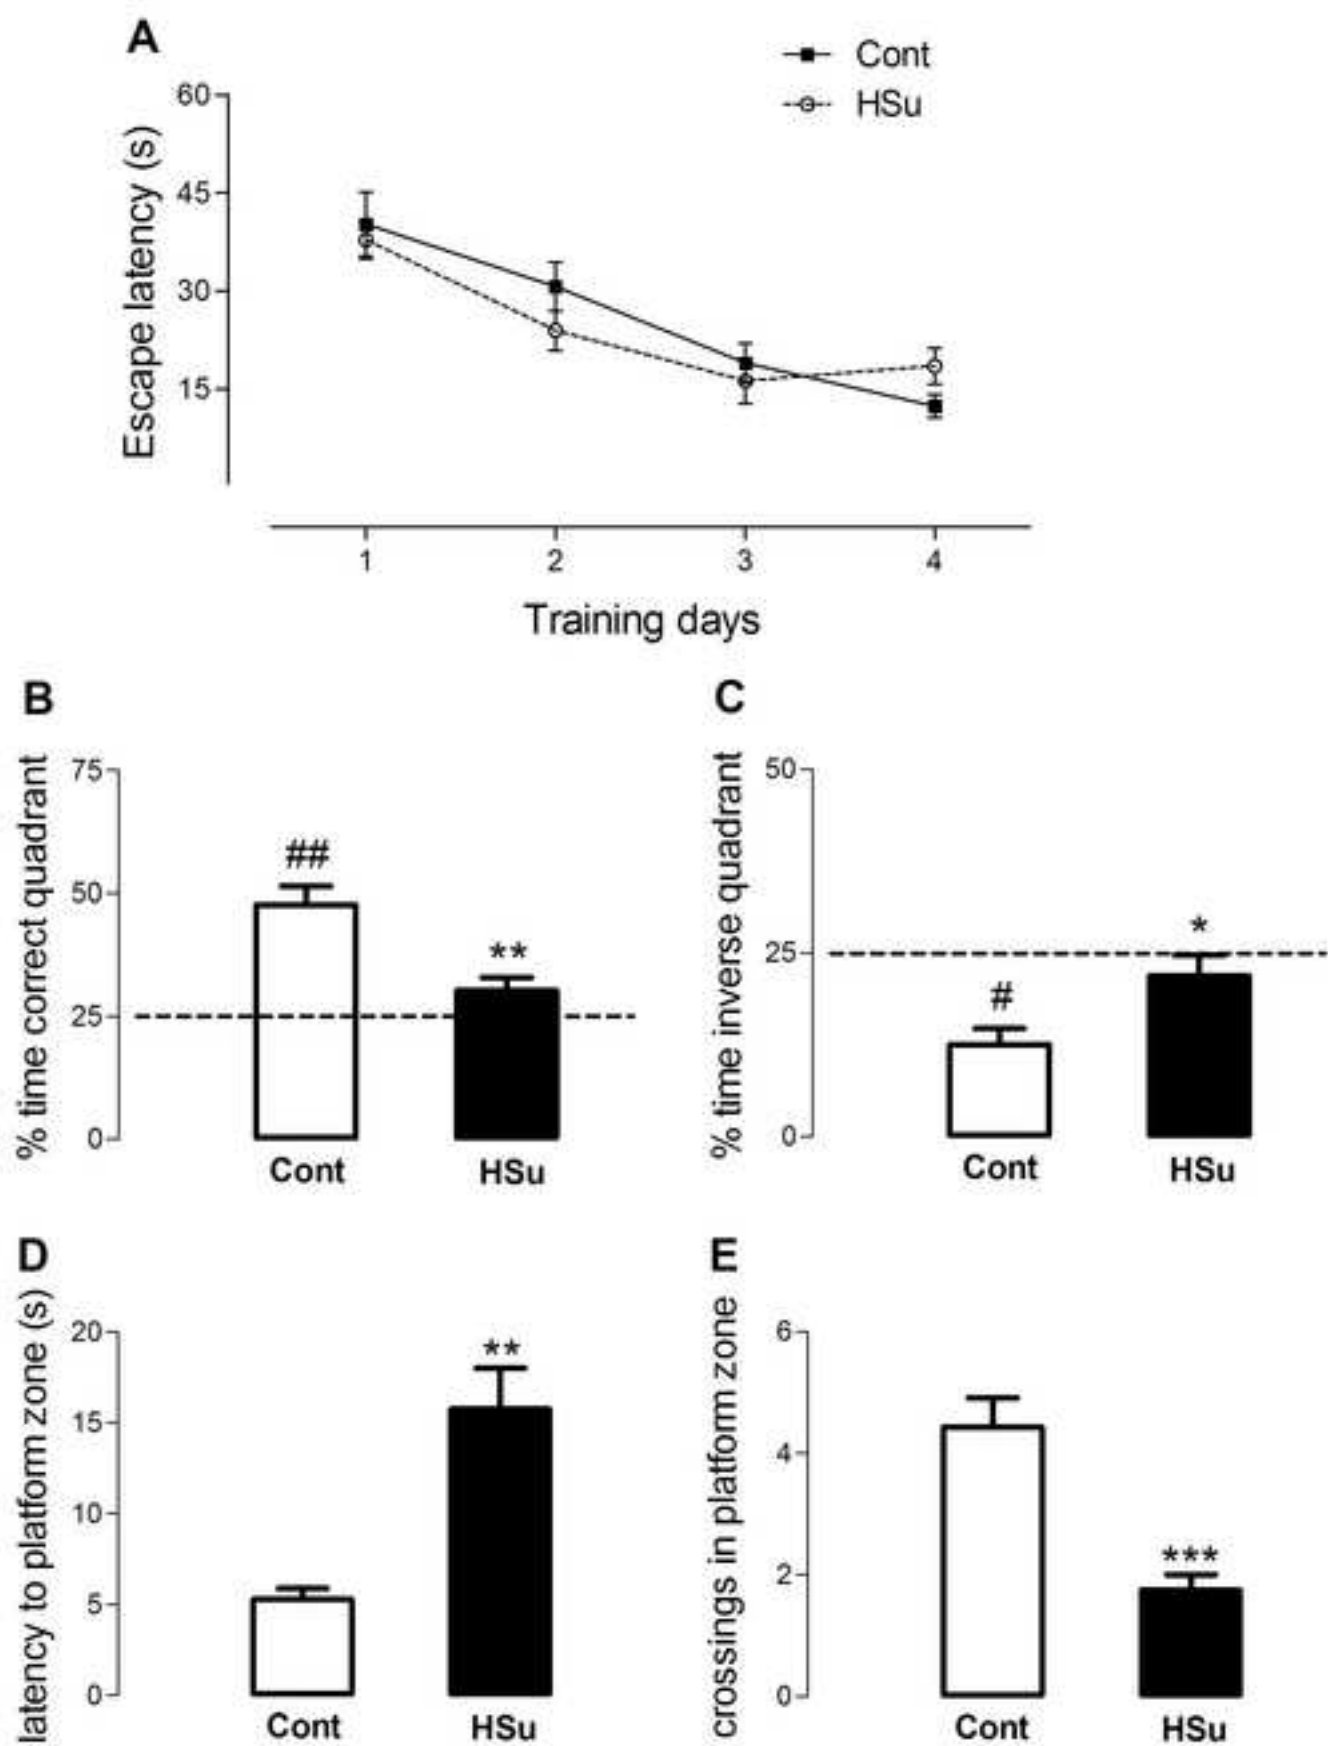 A
Cont
HSu
Escape latency (s)
60
45
30
15
1 2 3 4
Training days
B
% time correct quadrant
75
50
25
0
##
**
Cont HSu
C
% time inverse quadrant
50
25
0
#
*
Cont HSu
D
latency to platform zone (s)
20
15
10
5
0
**
Cont HSu
E
crossings in platform zone
6
4
2
0
***
Cont HSu